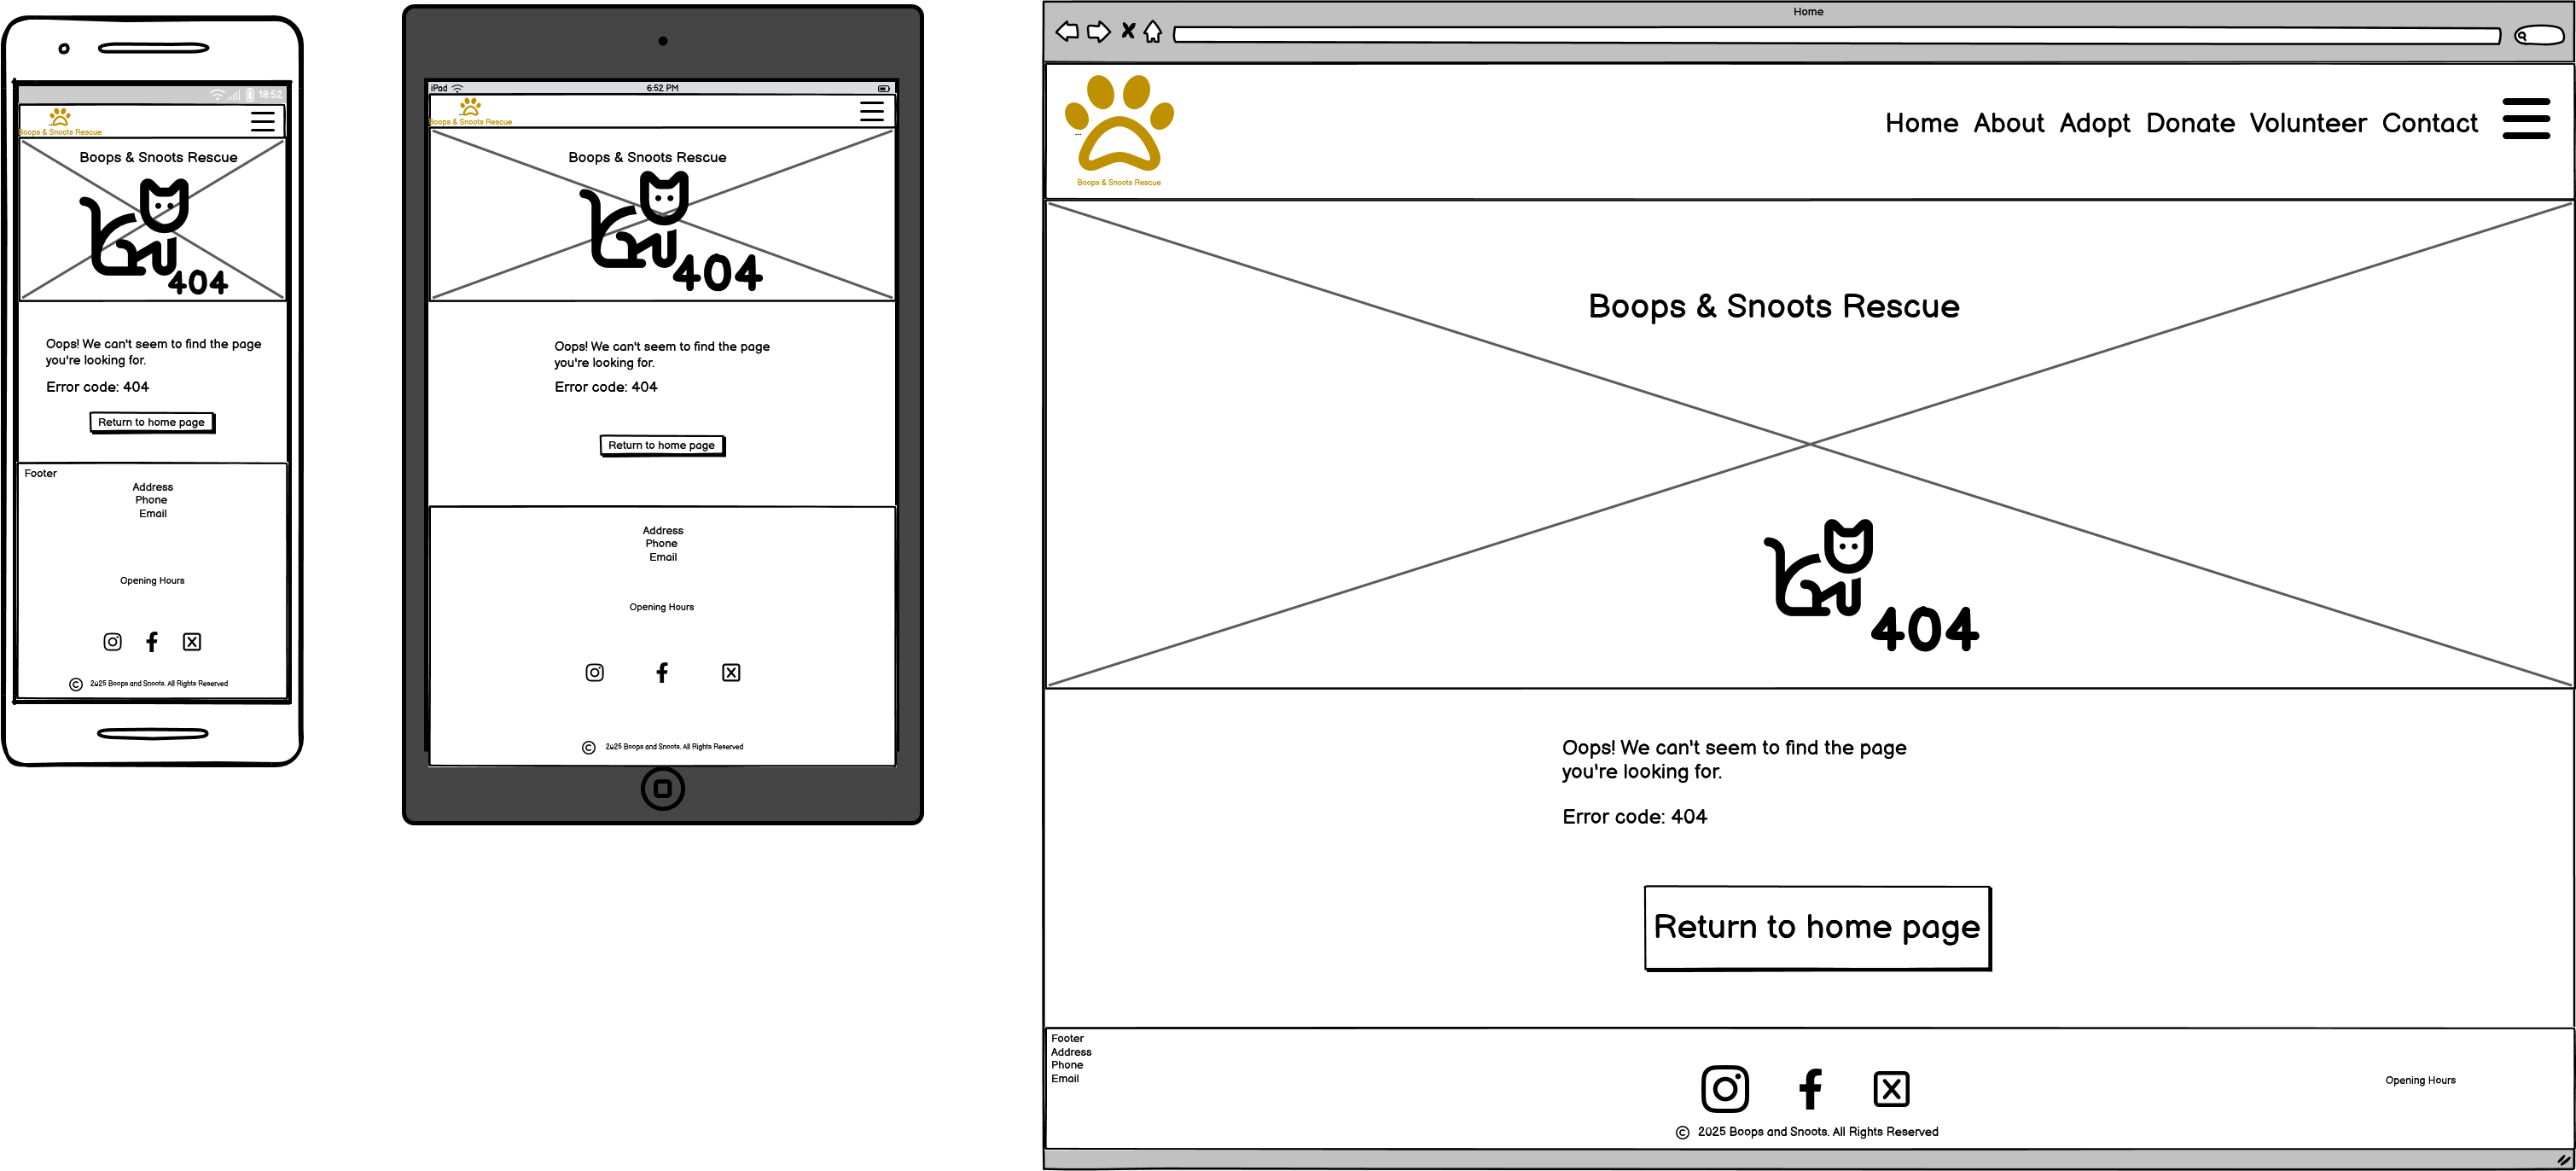 18:52
Boops & Snoots Rescue
Boops & Snoots Rescue
404
Oops! We can't seem to find the page
you're looking for.
Error code: 404
Return to home page
Footer
Address
Phone
Email
Opening Hours
© 2025 Boops and Snoots. All Rights Reserved
iPad 6:52 PM
Boops & Snoots Rescue
Boops & Snoots Rescue
404
Oops! We can't seem to find the page
you're looking for.
Error code: 404
Return to home page
Address
Phone
Email
Opening Hours
© 2025 Boops and Snoots. All Rights Reserved
Home
Boops & Snoots Rescue
Home About Adopt Donate Volunteer Contact
Boops & Snoots Rescue
404
Oops! We can't seem to find the page
you're looking for.
Error code: 404
Return to home page
Footer
Address
Phone
Email
Opening Hours
© 2025 Boops and Snoots. All Rights Reserved